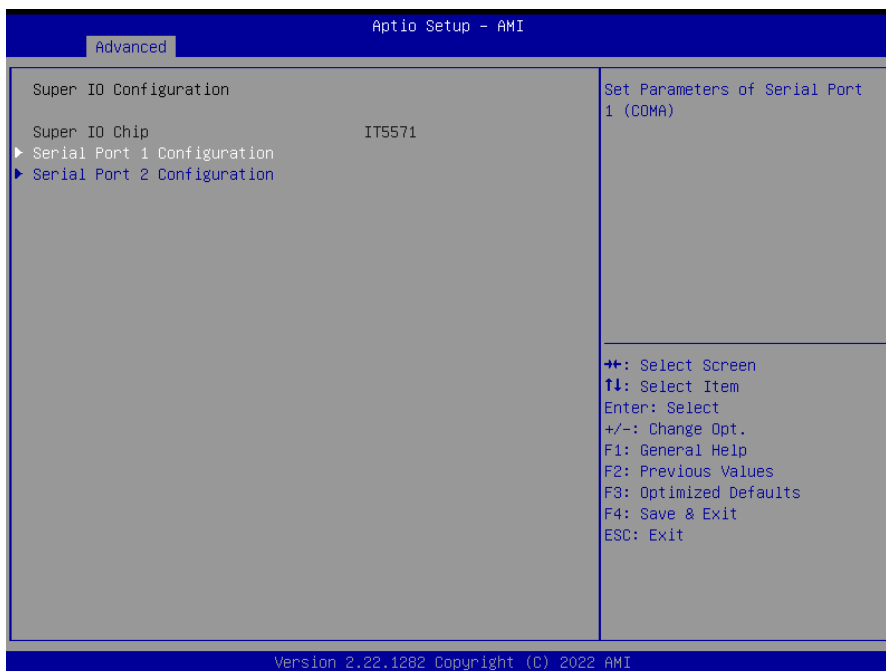 Aptio Setup – AMI
Advanced
Super IO Configuration
Super IO Chip IT5571
▶ Serial Port 1 Configuration
▶ Serial Port 2 Configuration
Set Parameters of Serial Port
1 (COMA)
→←: Select Screen
↑↓: Select Item
Enter: Select
+/-: Change Opt.
F1: General Help
F2: Previous Values
F3: Optimized Defaults
F4: Save & Exit
ESC: Exit
Version 2.22.1282 Copyright (C) 2022 AMI